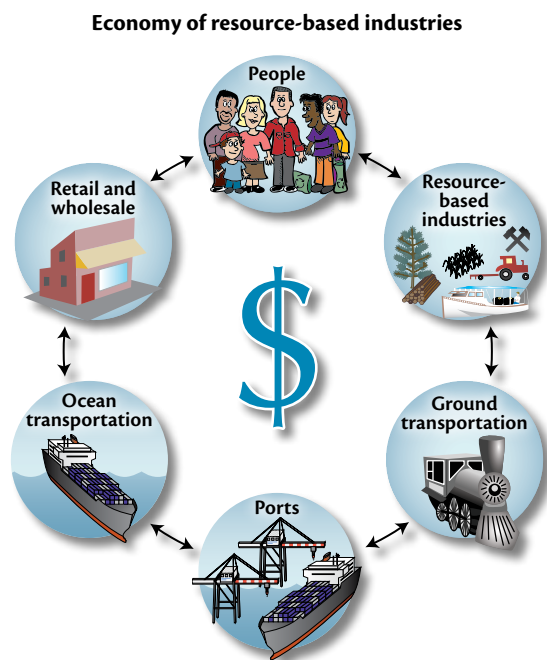 Economy of resource-based industries
People
Resource-
based
industries
Ground
transportation
Ports
Ocean
transportation
Retail and
wholesale
$